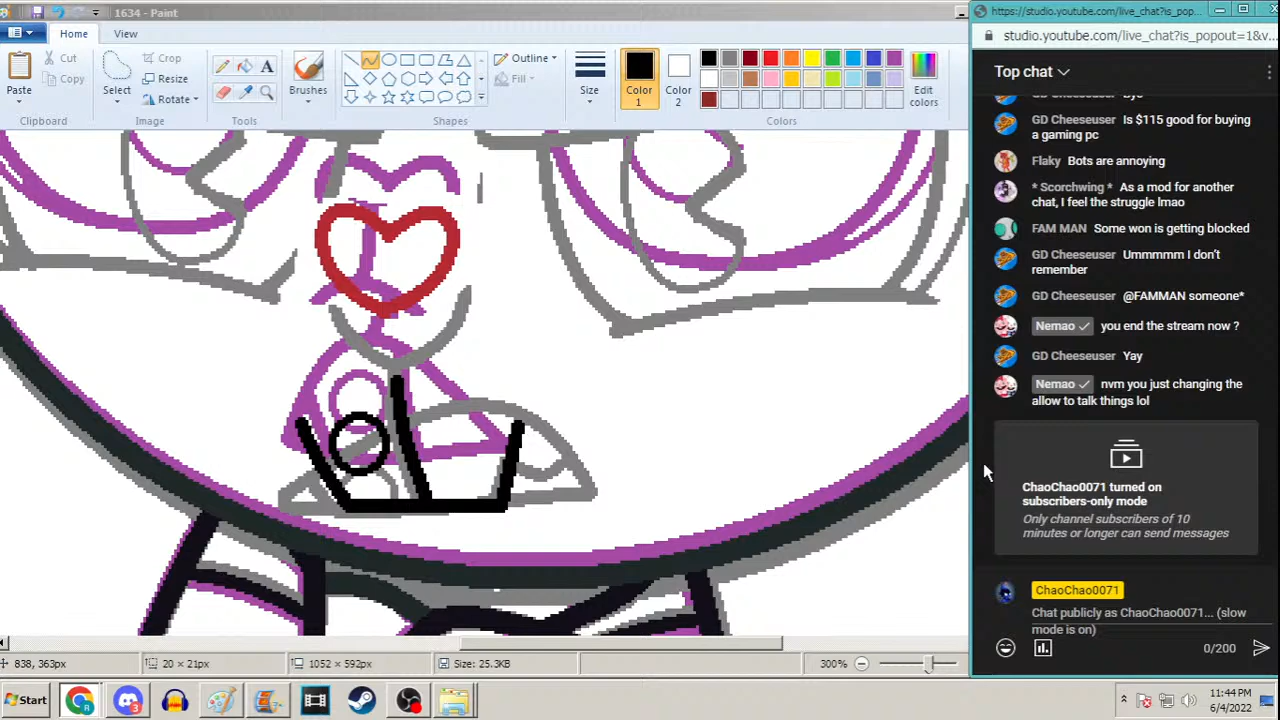 1634 - Paint
https://studio.youtube.com/live_chat?is_pop...
Home
View
studio.youtube.com/live_chat?is_popout=1&v...
Paste
Cut
Copy
Select
Crop
Resize
Rotate
A
Brushes
Outline
Fill
Size
Color
1
Color
2
Edit
colors
Clipboard
Image
Tools
Shapes
Colors
Top chat
GD Cheeseuser Bye
GD Cheeseuser Is $115 good for buying
a gaming pc
Flaky Bots are annoying
* Scorchwing * As a mod for another
chat, I feel the struggle lmao
FAM MAN Some won is getting blocked
GD Cheeseuser Ummmmm I don't
remember
GD Cheeseuser @FAMMAN someone*
Nemao you end the stream now ?
GD Cheeseuser Yay
Nemao nvm you just changing the
allow to talk things lol
ChaoChao0071 turned on
subscribers-only mode
Only channel subscribers of 10
minutes or longer can send messages
ChaoChao0071
Chat publicly as ChaoChao0071... (slow
mode is on)
0/200
838, 363px
20 × 21px
1052 × 592px
Size: 25.3KB
300%
Start
3
11:44 PM
6/4/2022